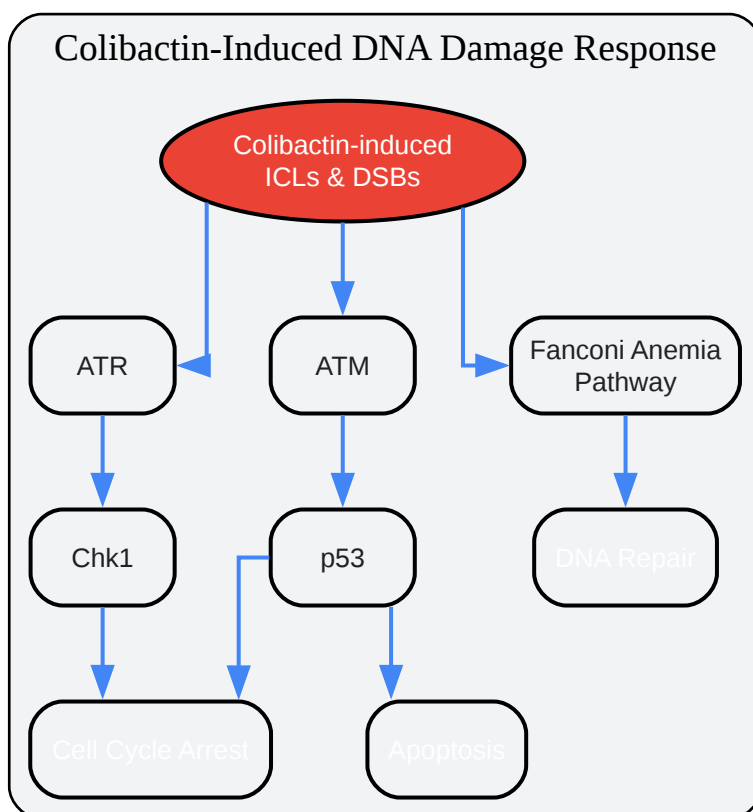 Colibactin-Induced DNA Damage Response
Colibactin-induced
ICLs & DSBs
ATR
ATM
Fanconi Anemia
Pathway
Chk1
p53
DNA Repair
Cell Cycle Arrest
Apoptosis